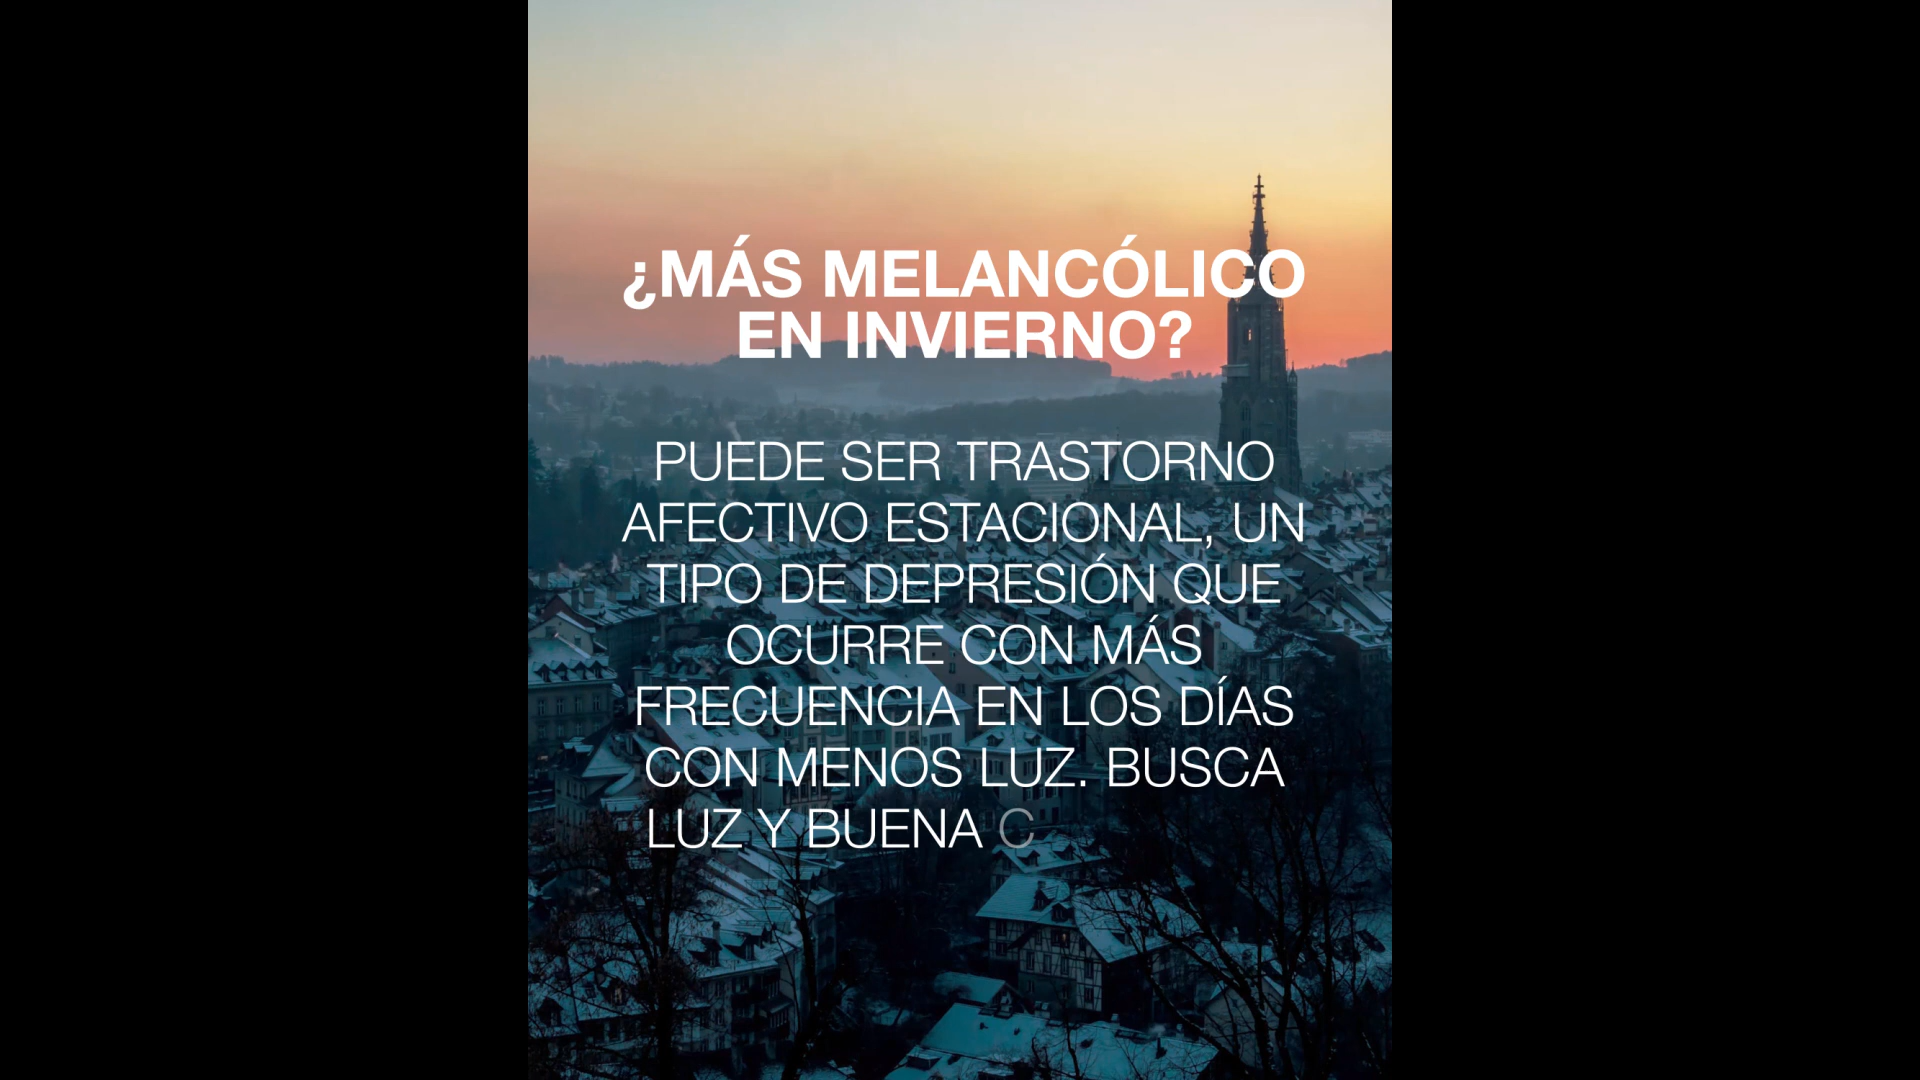 ¿MÁS MELANCÓLICO
EN INVIERNO?
PUEDE SER TRASTORNO
AFECTIVO ESTACIONAL, UN
TIPO DE DEPRESIÓN QUE
OCURRE CON MÁS
FRECUENCIA EN LOS DÍAS
CON MENOS LUZ. BUSCA
LUZ Y BUENA C